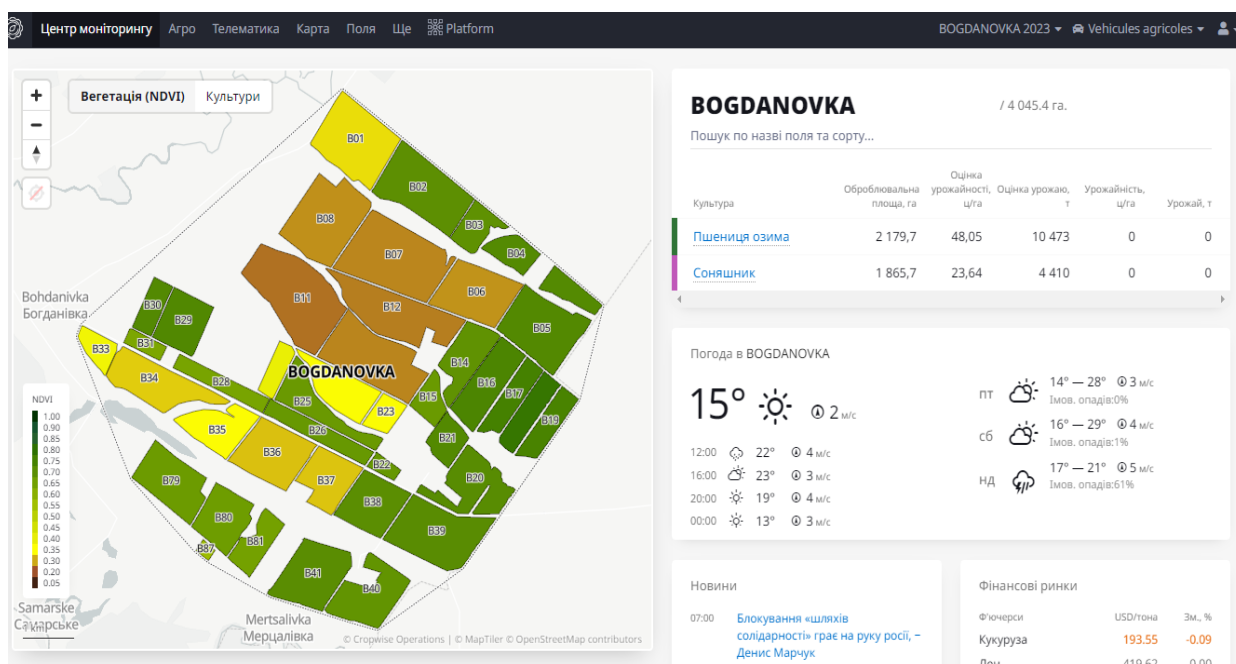 Центр моніторингу Агро Телематика Карта Поля Ще Platform BOGDANOVKA 2023 Vehicules agricoles
Вегетація (NDVI) Культури
B01
B02
B03
B04
B08
B07
B06
B05
B11
B12
B30
B29
B31
B33
B34
B28
B25
B26
B23
B15
B14
B16
B17
B19
B21
B20
B22
B35
B36
B37
B38
B39
B79
B80
B81
B87
B41
B40
BOGDANOVKA
Bohdanivka
Богданівка
NDVI
1.00
0.90
0.85
0.80
0.75
0.70
0.65
0.60
0.55
0.50
0.45
0.40
0.35
0.30
0.20
0.05
Samarske
Самарське
1 km
Mertsalivka
Мерцалівка
© Cropwise Operations | © MapTiler © OpenStreetMap contributors
BOGDANOVKA / 4 045.4 га.
Пошук по назві поля та сорту...
Культура
Оброблювальна площа, га
Оцінка урожайності, ц/га
Оцінка урожаю, т
Урожайність, ц/га
Урожай, т
Пшениця озима 2 179,7 48,05 10 473 0 0
Соняшник 1 865,7 23,64 4 410 0 0
Погода в BOGDANOVKA
15° 2 м/с
12:00 22° 4 м/с
16:00 23° 3 м/с
20:00 19° 4 м/с
00:00 13° 3 м/с
пт 14° — 28° 3 м/с
Імов. опадів:0%
сб 16° — 29° 4 м/с
Імов. опадів:1%
нд 17° — 21° 5 м/с
Імов. опадів:61%
Новини
07:00 Блокування «шляхів
солідарності» грає на руку росії, –
Денис Марчук
Фінансові ринки
Ф'ючерси USD/тона Зм., %
Кукуруза 193.55 -0.09